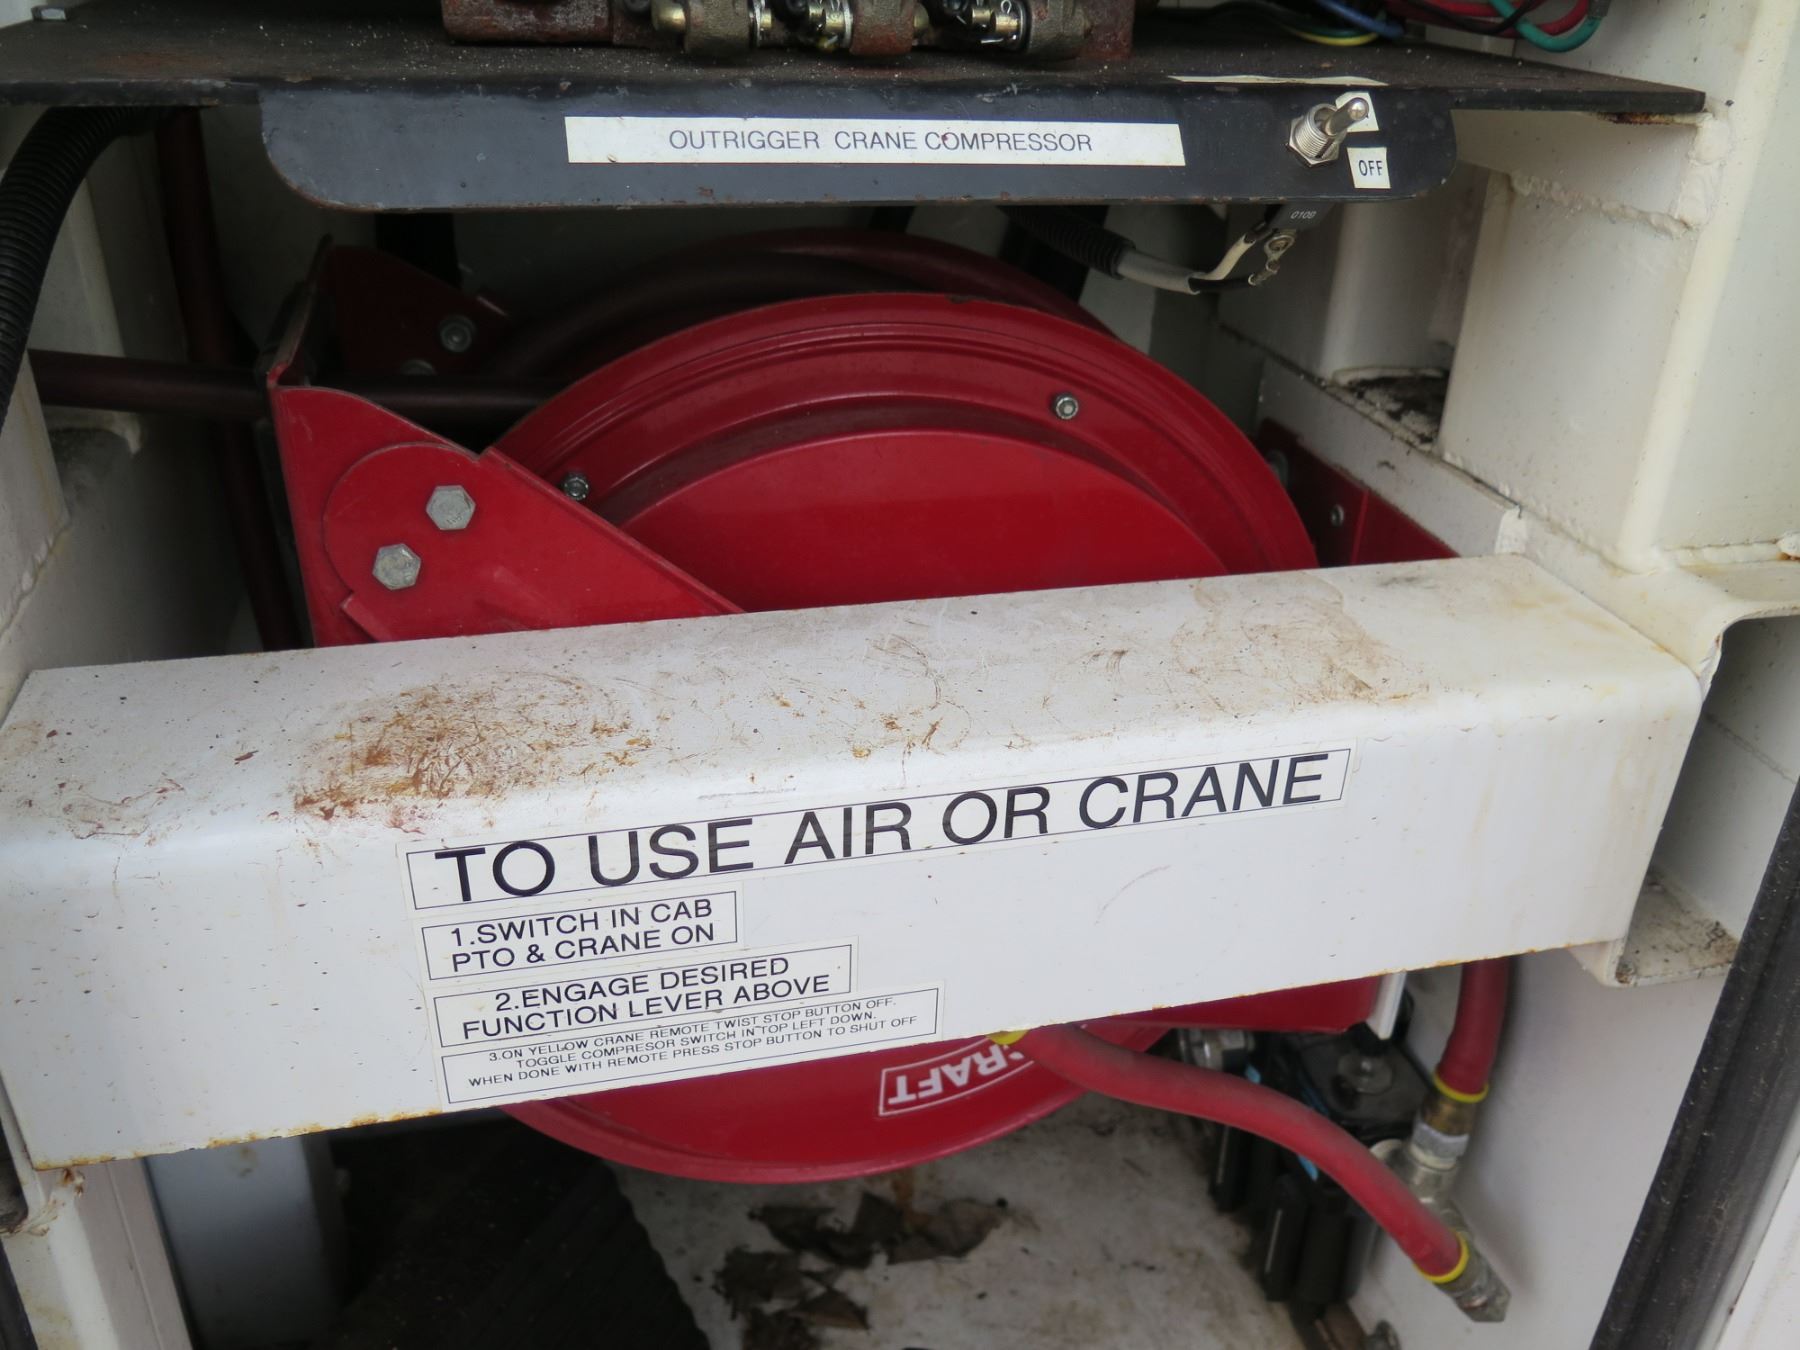 OUTRIGGER CRANE COMPRESSOR
OFF
010B
TO USE AIR OR CRANE
1.SWITCH IN CAB
PTO & CRANE ON
2.ENGAGE DESIRED
FUNCTION LEVER ABOVE
3.ON YELLOW CRANE REMOTE TWIST STOP BUTTON OFF.
TOGGLE COMPRESOR SWITCH IN TOP LEFT DOWN.
WHEN DONE WITH REMOTE PRESS STOP BUTTON TO SHUT OFF
CRAFT